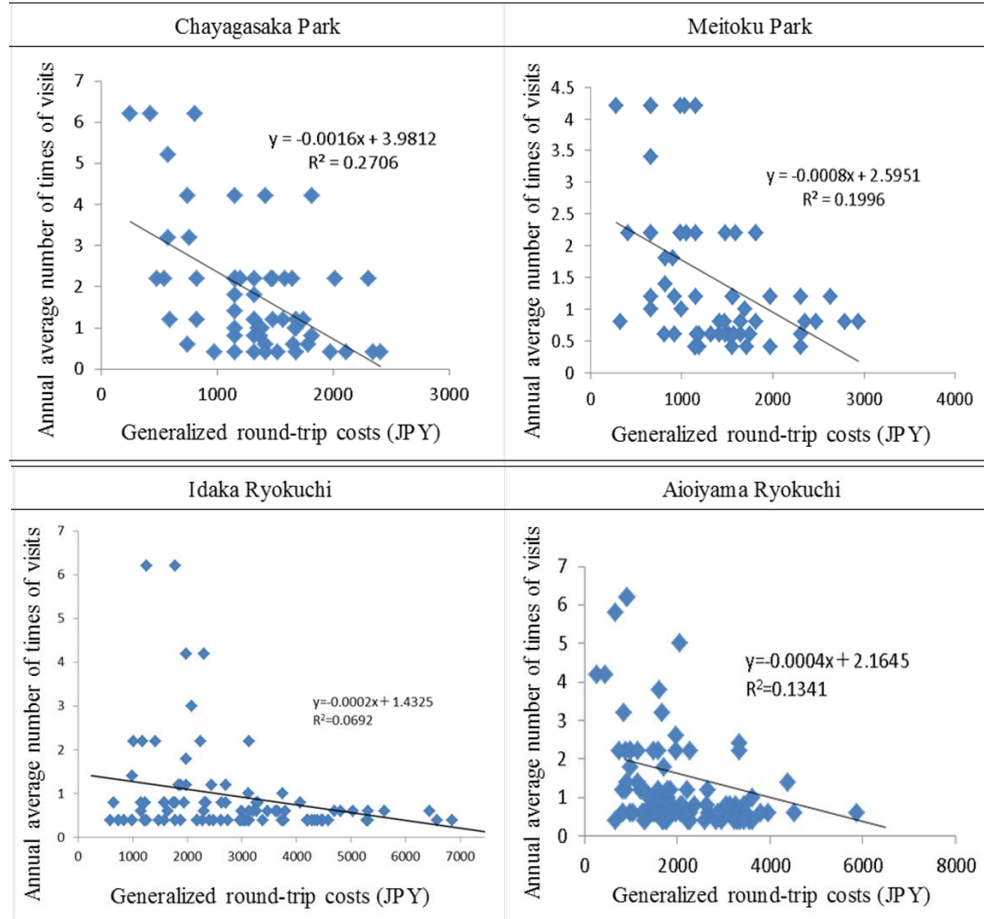 Chayagasaka Park
Annual average number of times of visits
7
6
5
4
3
2
1
0
y = -0.0016x + 3.9812
R² = 0.2706
0
1000
2000
3000
Generalized round-trip costs (JPY)
Meitoku Park
Annual average number of times of visits
4.5
4
3.5
3
2.5
2
1.5
1
0.5
0
y = -0.0008x + 2.5951
R² = 0.1996
0
1000
2000
3000
4000
Generalized round-trip costs (JPY)
Idaka Ryokuchi
Annual average number of times of visits
7
6
5
4
3
2
1
0
y=-0.0002x+1.4325
R²=0.0692
0
1000
2000
3000
4000
5000
6000
7000
Generalized round-trip costs (JPY)
Aioiyama Ryokuchi
Annual average number of times of visits
7
6
5
4
3
2
1
0
y=-0.0004x+2.1645
R²=0.1341
0
2000
4000
6000
8000
Generalized round-trip costs (JPY)